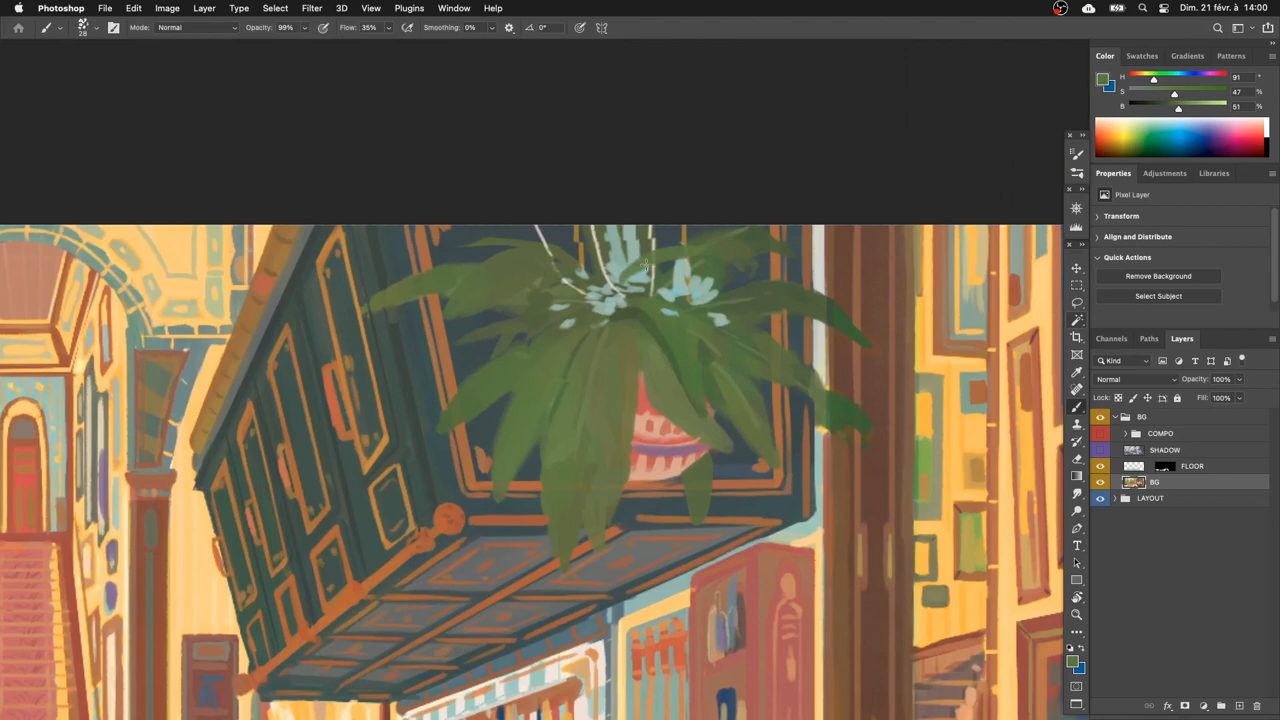 Photoshop File Edit Image Layer Type Select Filter 3D View Plugins Window Help Dim. 21 févr. à 14:00
28 Mode: Normal Opacity: 99% Flow: 35% Smoothing: 0% 0°
Color Swatches Gradients Patterns
H 91 °
S 47 %
B 51 %
Properties Adjustments Libraries
Pixel Layer
Transform
Align and Distribute
Quick Actions
Remove Background
Select Subject
Channels Paths Layers
Kind
Normal Opacity: 100%
Lock: Fill: 100%
BG
COMPO
SHADOW
FLOOR
BG
LAYOUT